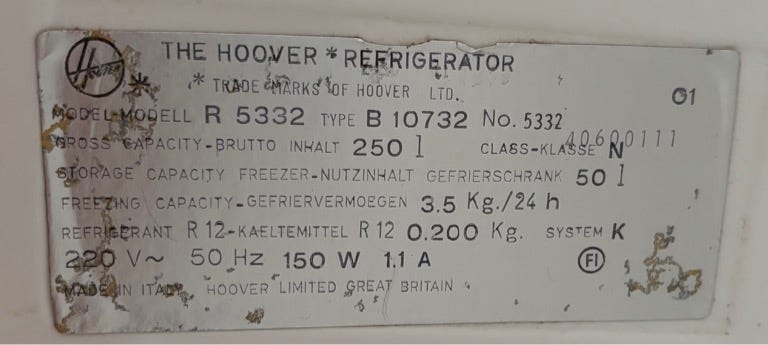 HOOVER
THE HOOVER * REFRIGERATOR
* TRADE MARKS OF HOOVER LTD.
01
MODEL-MODELL R 5332 TYPE B 10732 No. 5332
40600111
GROSS CAPACITY-BRUTTO INHALT 250 l CLASS-KLASSE N
STORAGE CAPACITY FREEZER-NUTZINHALT GEFRIERSCHRANK 50 l
FREEZING CAPACITY-GEFRIERVERMOEGEN 3.5 Kg./24 h
REFRIGERANT R 12-KAELTEMITTEL R 12 0.200 Kg. SYSTEM K
220 V~ 50 Hz 150 W 1.1 A FI
MADE IN ITALY HOOVER LIMITED GREAT BRITAIN